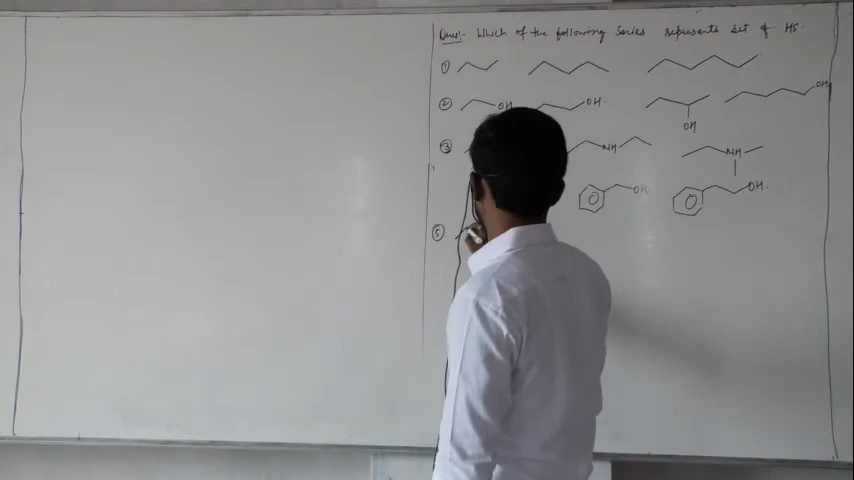 Ques!- Which of the following series represents set of HS.
①
② OH OH. OH OH
③ NH NH
OH OH.
⑤